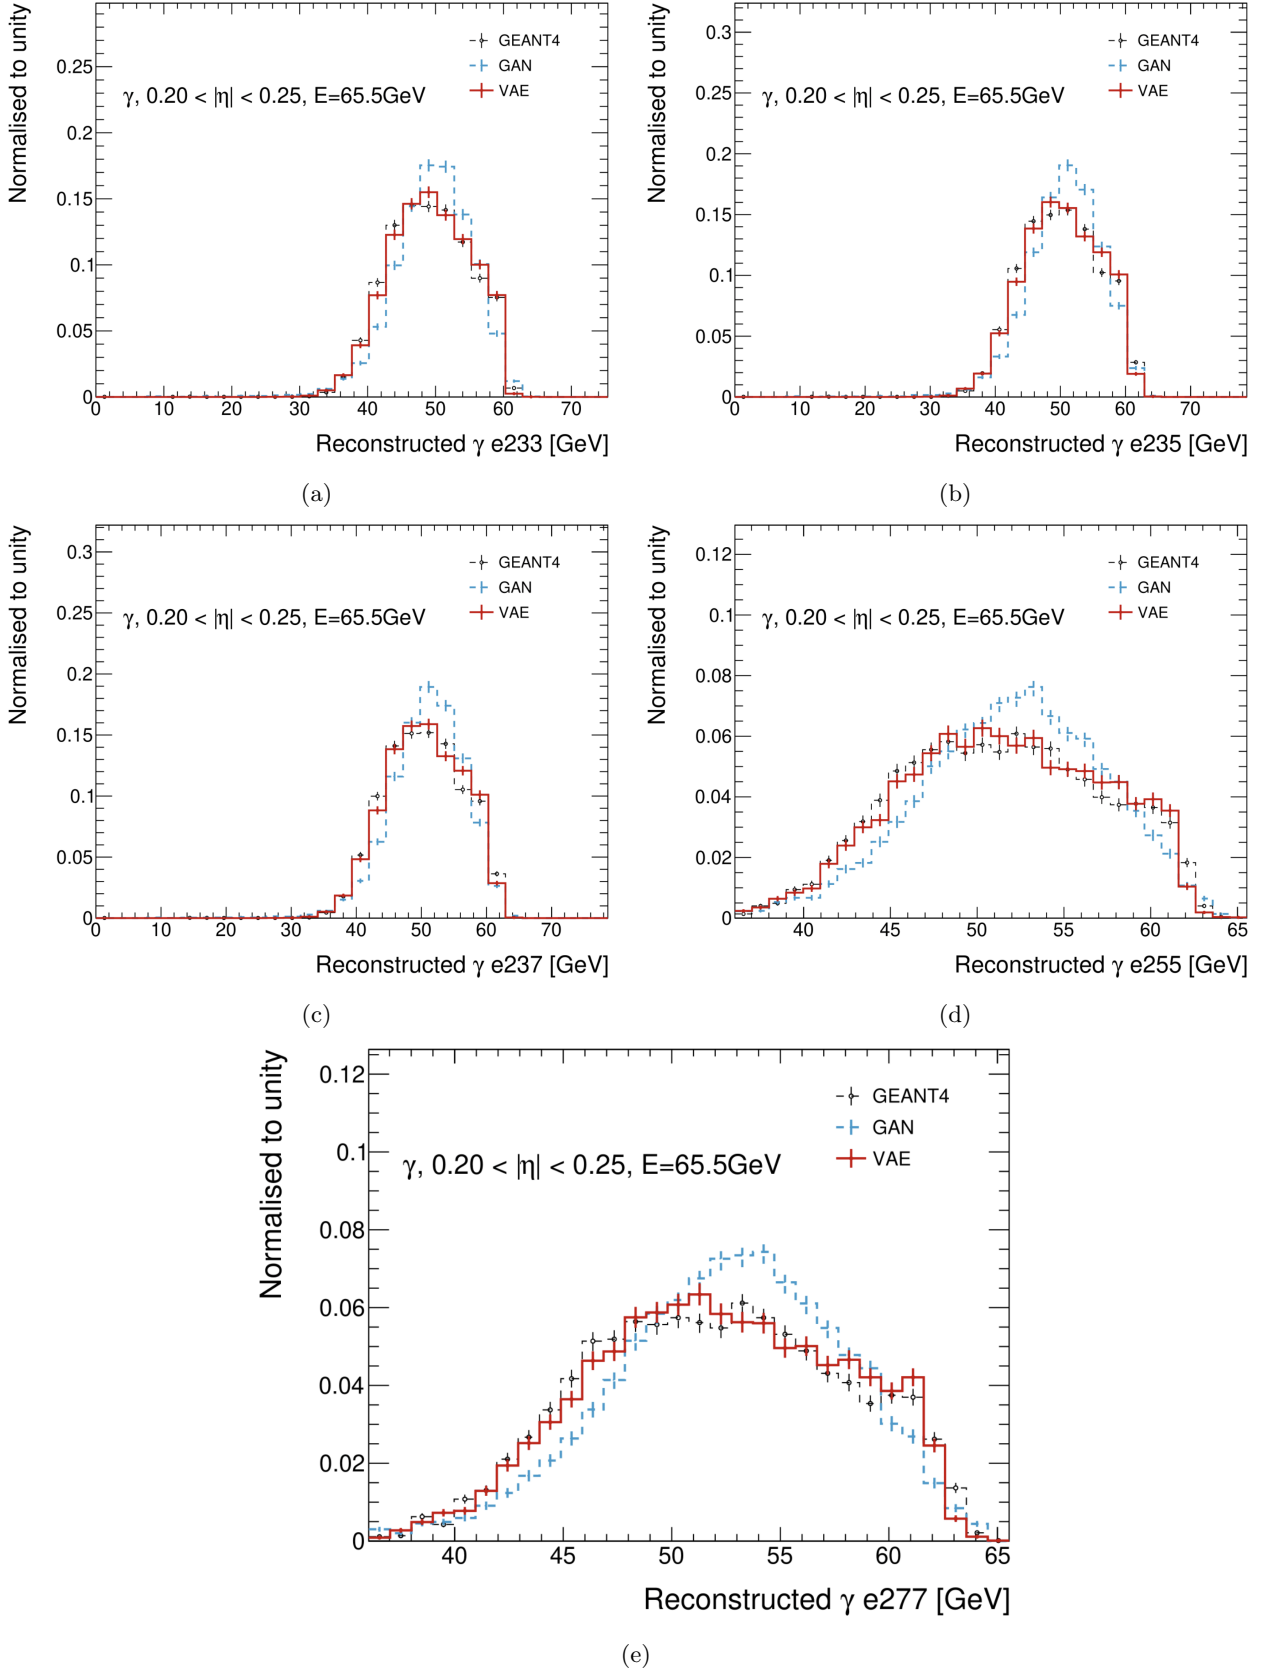 Normalised to unity
0.25
0.2
0.15
0.1
0.05
0
γ, 0.20 < |η| < 0.25, E=65.5GeV
GEANT4
GAN
VAE
0 10 20 30 40 50 60 70
Reconstructed γ e233 [GeV]
(a)
Normalised to unity
0.3
0.25
0.2
0.15
0.1
0.05
0
γ, 0.20 < |η| < 0.25, E=65.5GeV
GEANT4
GAN
VAE
0 10 20 30 40 50 60 70
Reconstructed γ e235 [GeV]
(b)
Normalised to unity
0.3
0.25
0.2
0.15
0.1
0.05
0
γ, 0.20 < |η| < 0.25, E=65.5GeV
GEANT4
GAN
VAE
0 10 20 30 40 50 60 70
Reconstructed γ e237 [GeV]
(c)
Normalised to unity
0.12
0.1
0.08
0.06
0.04
0.02
0
γ, 0.20 < |η| < 0.25, E=65.5GeV
GEANT4
GAN
VAE
40 45 50 55 60 65
Reconstructed γ e255 [GeV]
(d)
Normalised to unity
0.12
0.1
0.08
0.06
0.04
0.02
0
γ, 0.20 < |η| < 0.25, E=65.5GeV
GEANT4
GAN
VAE
40 45 50 55 60 65
Reconstructed γ e277 [GeV]
(e)